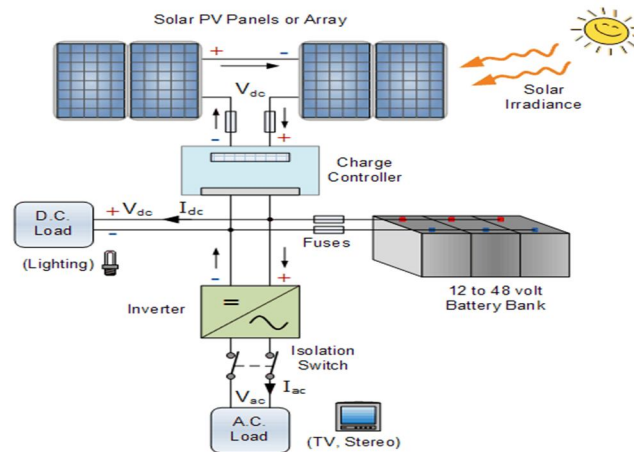 Solar PV Panels or Array
+ -
Vdc
Solar
Irradiance
- +
Charge
Controller
D.C.
Load
+ Vdc Idc
-
(Lighting)
Fuses
12 to 48 volt
Battery Bank
- +
Inverter
= ~
Isolation
Switch
Vac Iac
A.C.
Load
(TV, Stereo)